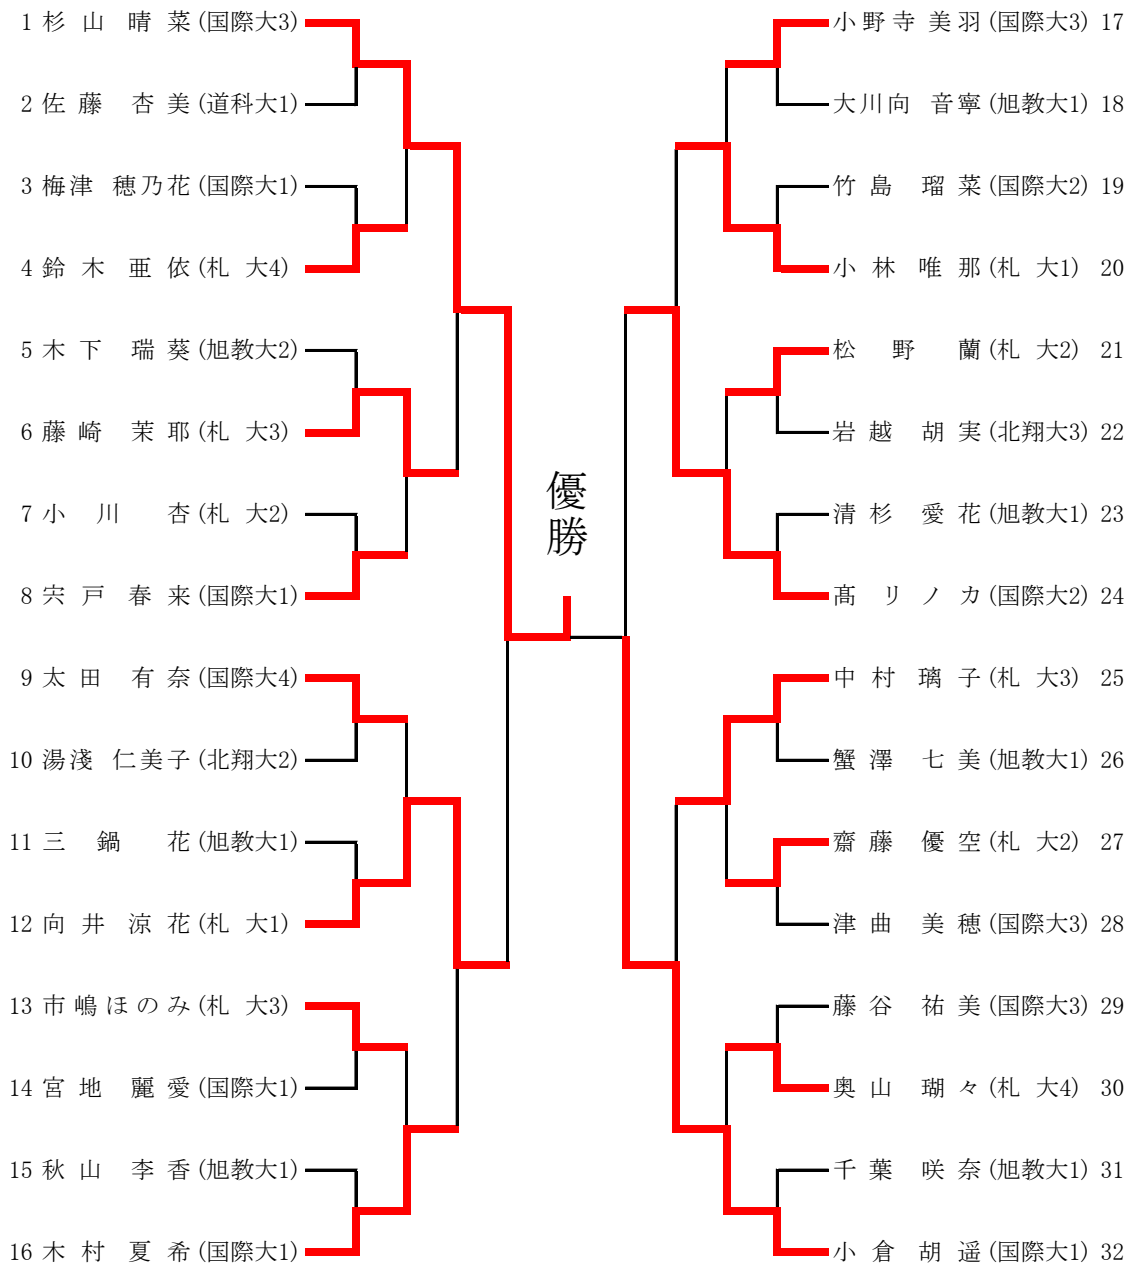 1 杉山 晴菜 (国際大3)
2 佐藤 杏美 (道科大1)
3 梅津 穂乃花 (国際大1)
4 鈴木 亜依 (札 大4)
5 木下 瑞葵 (旭教大2)
6 藤崎 茉耶 (札 大3)
7 小川 杏 (札 大2)
8 宍戸 春来 (国際大1)
9 太田 有奈 (国際大4)
10 湯淺 仁美子 (北翔大2)
11 三鍋 花 (旭教大1)
12 向井 涼花 (札 大1)
13 市嶋ほのみ (札 大3)
14 宮地 麗愛 (国際大1)
15 秋山 李香 (旭教大1)
16 木村 夏希 (国際大1)
優勝
小野寺 美羽 (国際大3) 17
大川向 音寧 (旭教大1) 18
竹島 瑠菜 (国際大2) 19
小林 唯那 (札 大1) 20
松野 蘭 (札 大2) 21
岩越 胡実 (北翔大3) 22
清杉 愛花 (旭教大1) 23
髙 リノカ (国際大2) 24
中村 璃子 (札 大3) 25
蟹澤 七美 (旭教大1) 26
齋藤 優空 (札 大2) 27
津曲 美穂 (国際大3) 28
藤谷 祐美 (国際大3) 29
奥山 瑚々 (札 大4) 30
千葉 咲奈 (旭教大1) 31
小倉 胡遥 (国際大1) 32